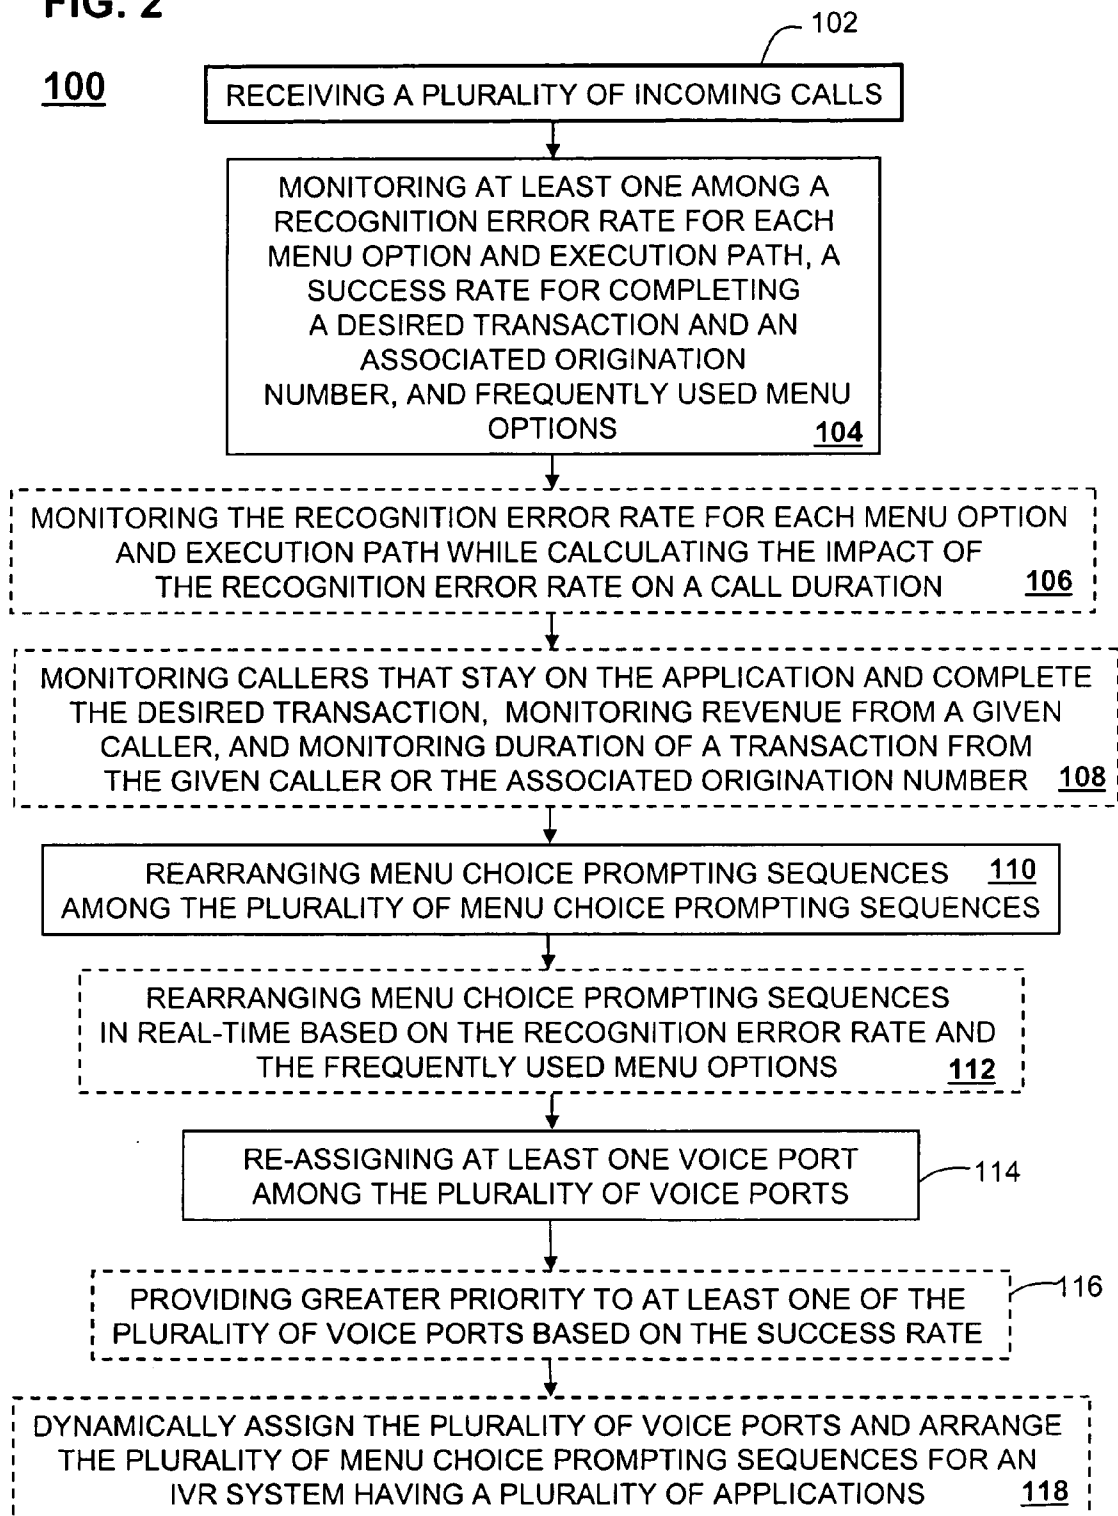 FIG. 2
102
100
RECEIVING A PLURALITY OF INCOMING CALLS
MONITORING AT LEAST ONE AMONG A
RECOGNITION ERROR RATE FOR EACH
MENU OPTION AND EXECUTION PATH, A
SUCCESS RATE FOR COMPLETING
A DESIRED TRANSACTION AND AN
ASSOCIATED ORIGINATION
NUMBER, AND FREQUENTLY USED MENU
OPTIONS 104
MONITORING THE RECOGNITION ERROR RATE FOR EACH MENU OPTION
AND EXECUTION PATH WHILE CALCULATING THE IMPACT OF
THE RECOGNITION ERROR RATE ON A CALL DURATION 106
MONITORING CALLERS THAT STAY ON THE APPLICATION AND COMPLETE
THE DESIRED TRANSACTION, MONITORING REVENUE FROM A GIVEN
CALLER, AND MONITORING DURATION OF A TRANSACTION FROM
THE GIVEN CALLER OR THE ASSOCIATED ORIGINATION NUMBER 108
REARRANGING MENU CHOICE PROMPTING SEQUENCES 110
AMONG THE PLURALITY OF MENU CHOICE PROMPTING SEQUENCES
REARRANGING MENU CHOICE PROMPTING SEQUENCES
IN REAL-TIME BASED ON THE RECOGNITION ERROR RATE AND
THE FREQUENTLY USED MENU OPTIONS 112
RE-ASSIGNING AT LEAST ONE VOICE PORT
AMONG THE PLURALITY OF VOICE PORTS 114
PROVIDING GREATER PRIORITY TO AT LEAST ONE OF THE 116
PLURALITY OF VOICE PORTS BASED ON THE SUCCESS RATE
DYNAMICALLY ASSIGN THE PLURALITY OF VOICE PORTS AND ARRANGE
THE PLURALITY OF MENU CHOICE PROMPTING SEQUENCES FOR AN
IVR SYSTEM HAVING A PLURALITY OF APPLICATIONS 118